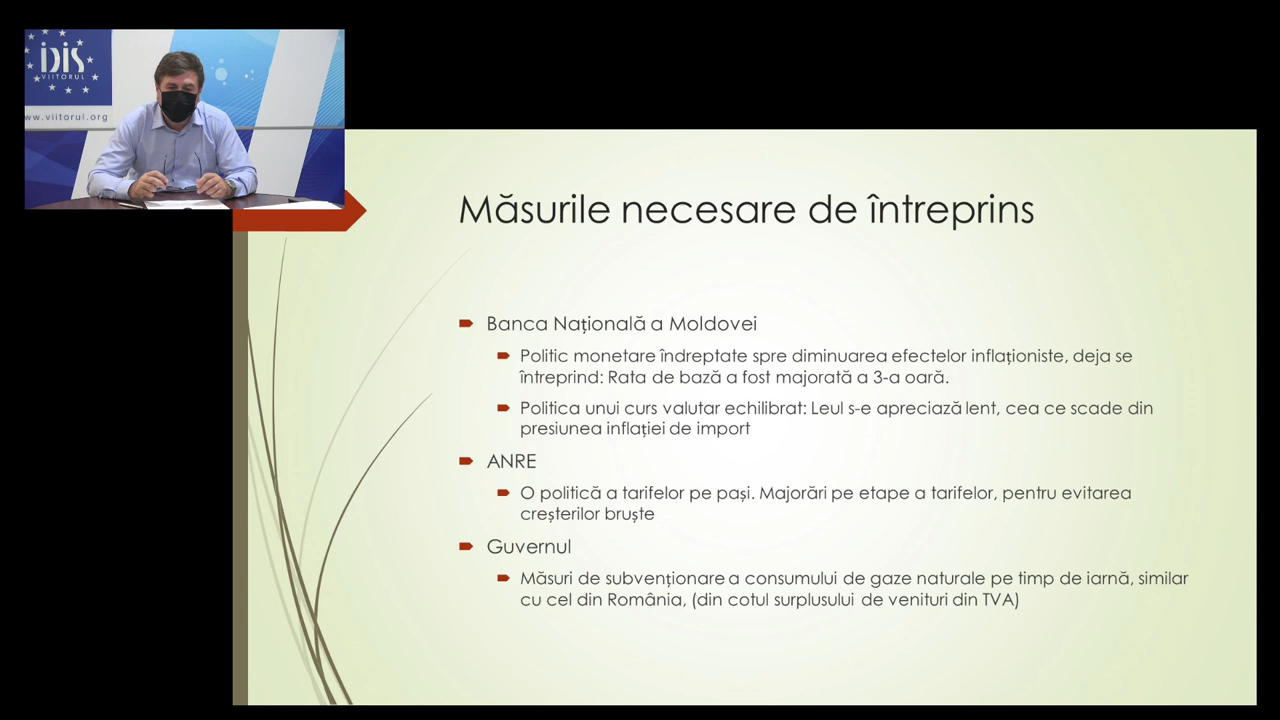 IDIS
VIITORUL
ww.viitorul.org
Măsurile necesare de întreprins
Banca Națională a Moldovei
Politic monetare îndreptate spre diminuarea efectelor inflaționiste, deja se
întreprind: Rata de bază a fost majorată a 3-a oară.
Politica unui curs valutar echilibrat: Leul s-e apreciază lent, cea ce scade din
presiunea inflației de import
ANRE
O politică a tarifelor pe pași. Majorări pe etape a tarifelor, pentru evitarea
creșterilor bruște
Guvernul
Măsuri de subvenționare a consumului de gaze naturale pe timp de iarnă, similar
cu cel din România, (din cotul surplusului de venituri din TVA)